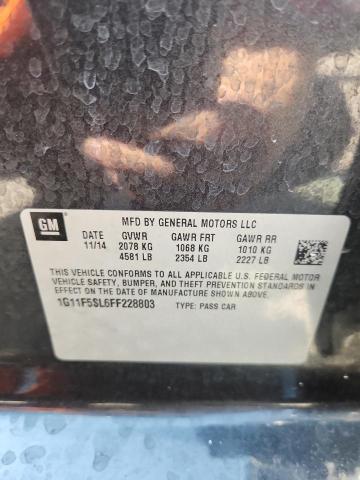 GM
MFD BY GENERAL MOTORS LLC
DATE GVWR GAWR FRT GAWR RR
11/14 2078 KG 1068 KG 1010 KG
4581 LB 2354 LB 2227 LB
THIS VEHICLE CONFORMS TO ALL APPLICABLE U.S. FEDERAL MOTOR
VEHICLE SAFETY, BUMPER, AND THEFT PREVENTION STANDARDS IN
EFFECT ON THE DATE OF MANUFACTURE SHOWN ABOVE.
1G11F5SL6FF228803 TYPE: PASS CAR